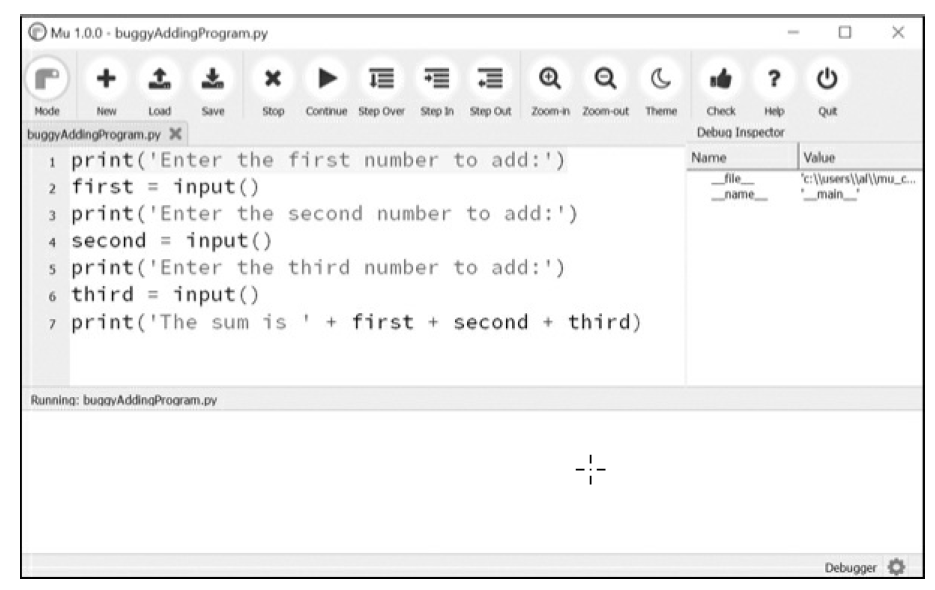 Mu 1.0.0 - buggyAddingProgram.py
Mode New Load Save Stop Continue Step Over Step In Step Out Zoom-in Zoom-out Theme Check ? Help Quit
buggyAddingProgram.py
Debug Inspector
Name Value
__file__ 'c:\\users\\al\\mu_c...
__name__ '__main__'
1 print('Enter the first number to add:')
2 first = input()
3 print('Enter the second number to add:')
4 second = input()
5 print('Enter the third number to add:')
6 third = input()
7 print('The sum is ' + first + second + third)
Running: buggyAddingProgram.py
Debugger